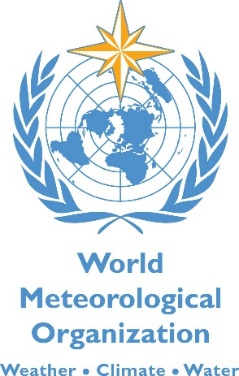 World
Meteorological
Organization
Weather • Climate • Water